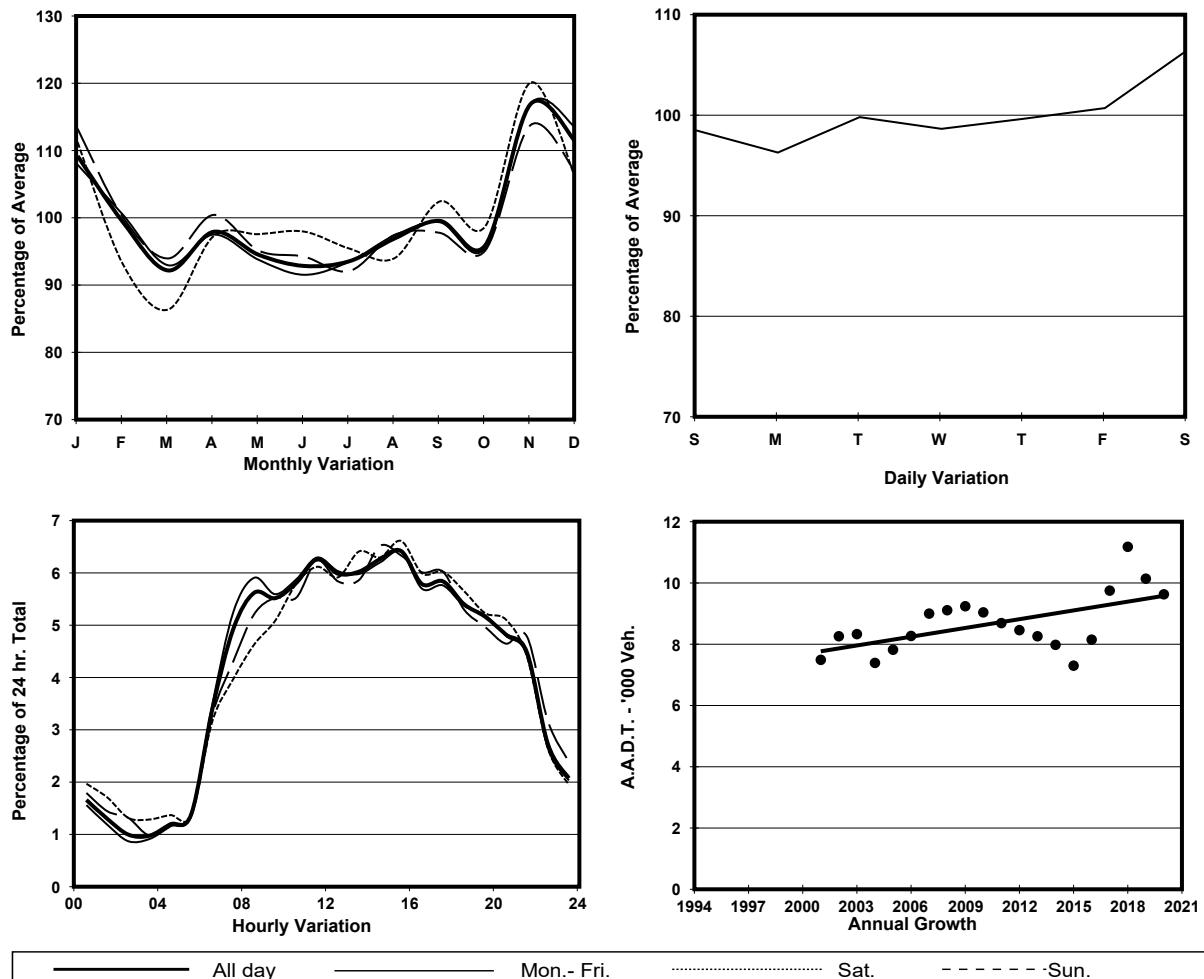 130
120
110
100
90
80
70
Percentage of Average
J F M A M J J A S O N D
Monthly Variation
110
100
90
80
70
Percentage of Average
S M T W T F S
Daily Variation
7
6
5
4
3
2
1
0
Percentage of 24 hr. Total
00 04 08 12 16 20 24
Hourly Variation
12
10
8
6
4
2
0
A.A.D.T. - '000 Veh.
1994 1997 2000 2003 2006 2009 2012 2015 2018 2021
Annual Growth
All day Mon.- Fri. Sat. Sun.